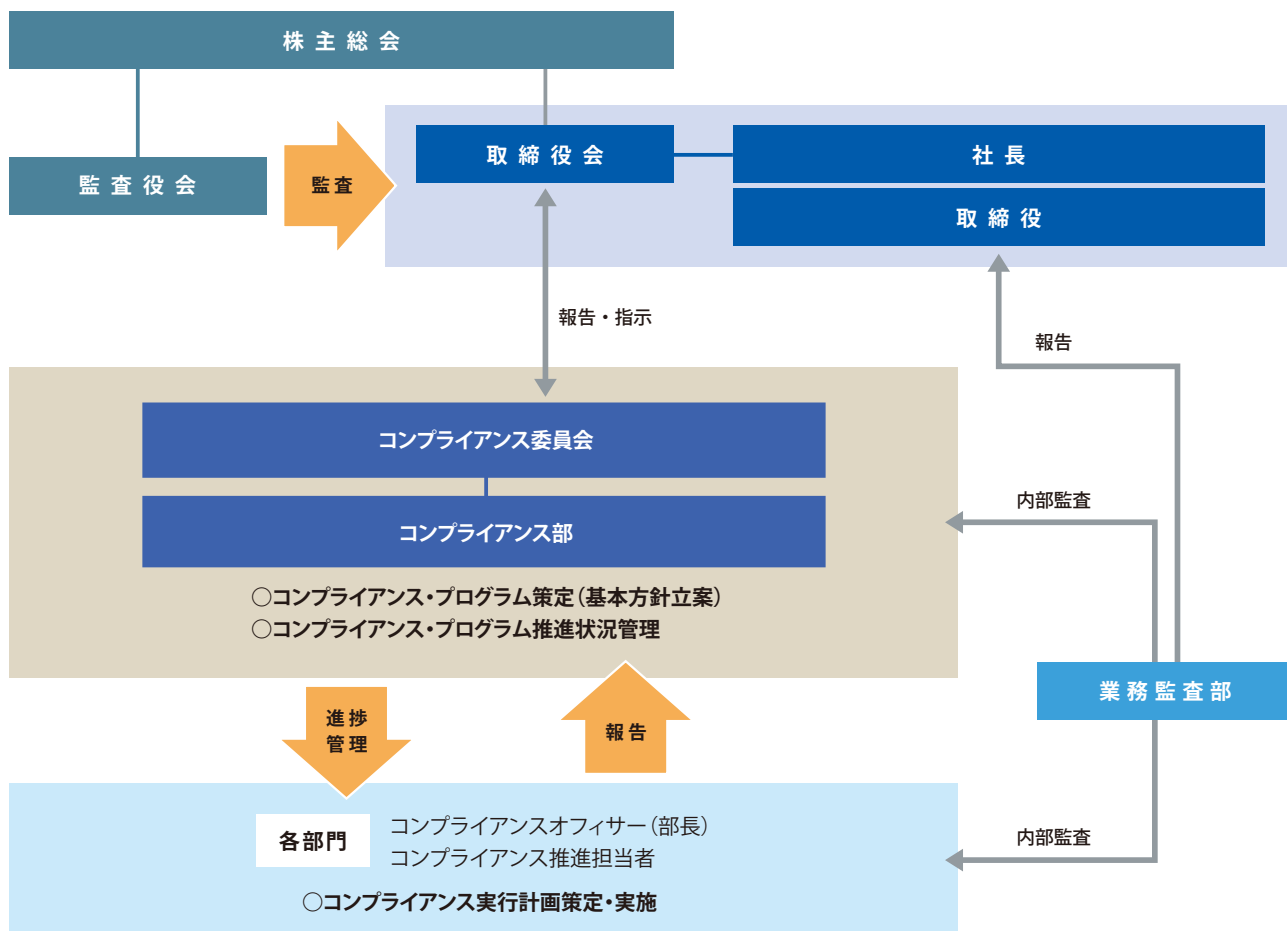 株主総会
監査役会
監査
取締役会
社長
取締役
報告・指示
報告
コンプライアンス委員会
コンプライアンス部
○コンプライアンス・プログラム策定(基本方針立案)
○コンプライアンス・プログラム推進状況管理
内部監査
業務監査部
進捗
管理
報告
各部門
コンプライアンスオフィサー(部長)
コンプライアンス推進担当者
○コンプライアンス実行計画策定・実施
内部監査